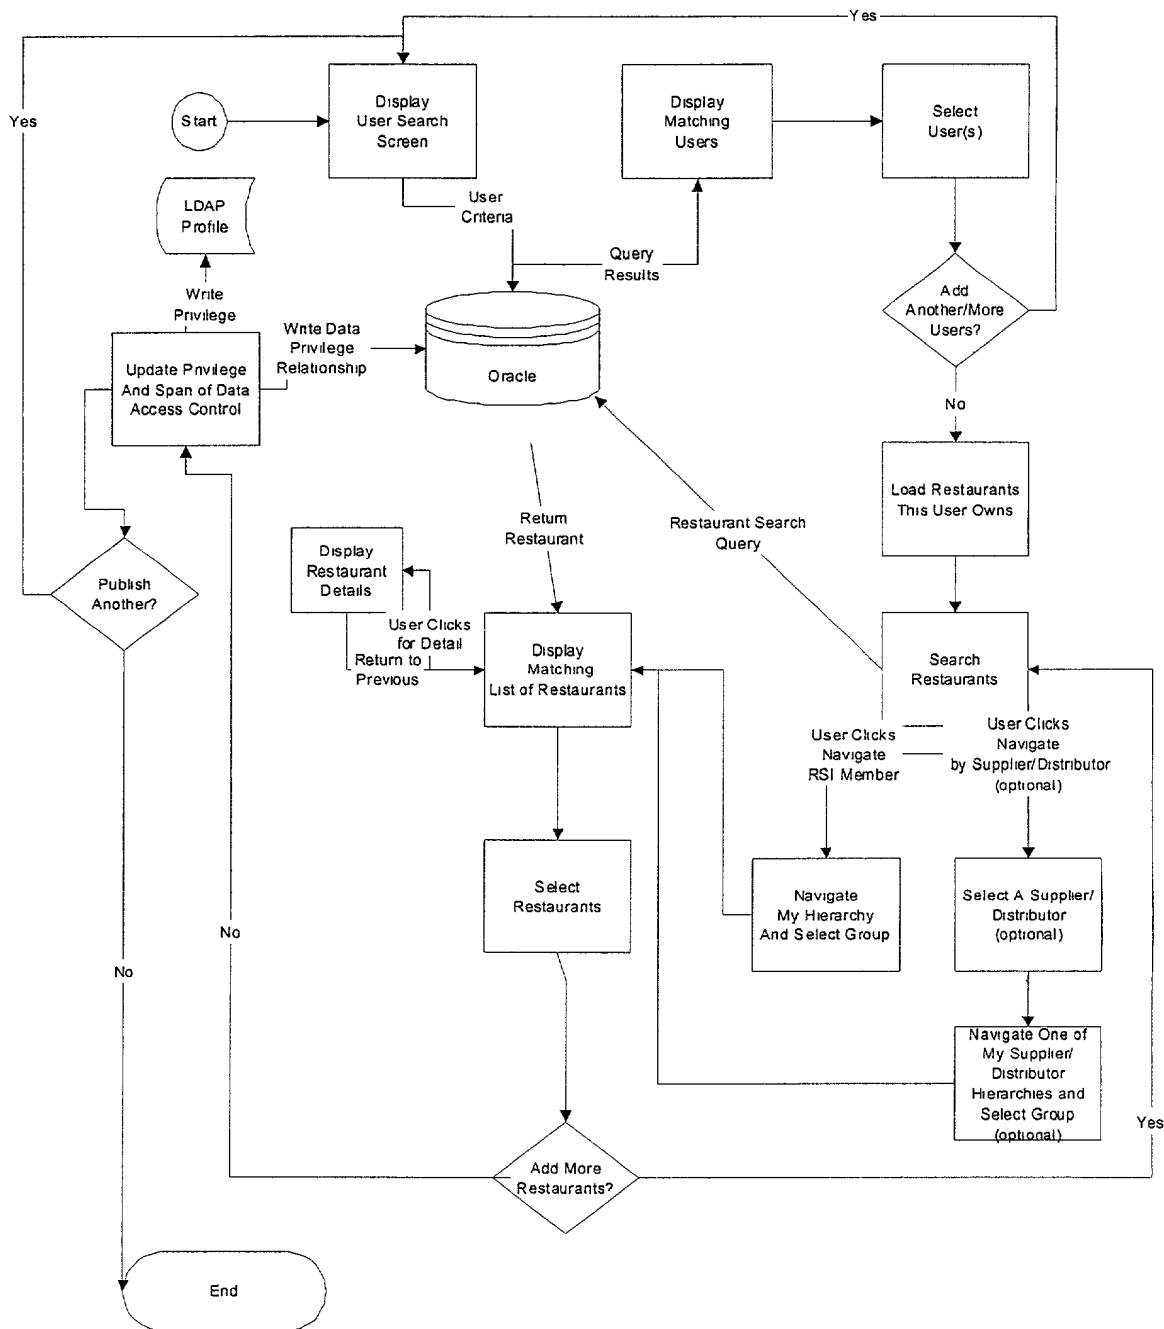 Yes
Yes
Start
Display
User Search
Screen
Display
Matching
Users
Select
User(s)
LDAP
Profile
User
Criteria
Query
Results
Write
Privilege
Add
Another/More
Users?
Write Data
Privilege
Relationship
Update Privilege
And Span of Data
Access Control
Oracle
No
Load Restaurants
This User Owns
Return
Restaurant
Restaurant Search
Query
Display
Restaurant
Details
Publish
Another?
User Clicks
for Detail
Return to
Previous
Display
Matching
List of Restaurants
Search
Restaurants
User Clicks
Navigate
RSI Member
User Clicks
Navigate
by Supplier/Distributor
(optional)
Select
Restaurants
Navigate
My Hierarchy
And Select Group
Select A Supplier/
Distributor
(optional)
No
No
Navigate One of
My Supplier/
Distributor
Hierarchies and
Select Group
(optional)
Yes
Add More
Restaurants?
End